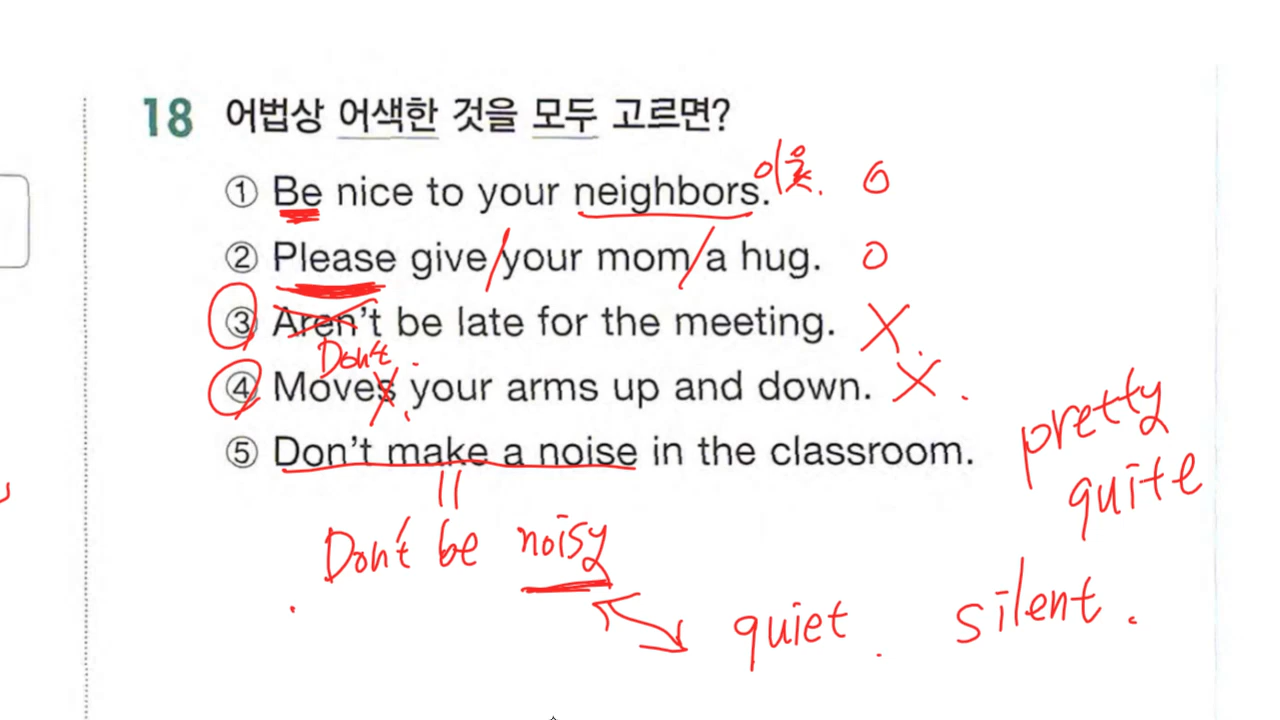 18 어법상 어색한 것을 모두 고르면?
① Be nice to your neighbors. 이웃. O
② Please give/your mom/a hug. O
③ Aren't be late for the meeting. X.
Don't.
④ Moves your arms up and down. X.
⑤ Don't make a noise in the classroom.
pretty
quite
||
Don't be noisy
quiet. silent.